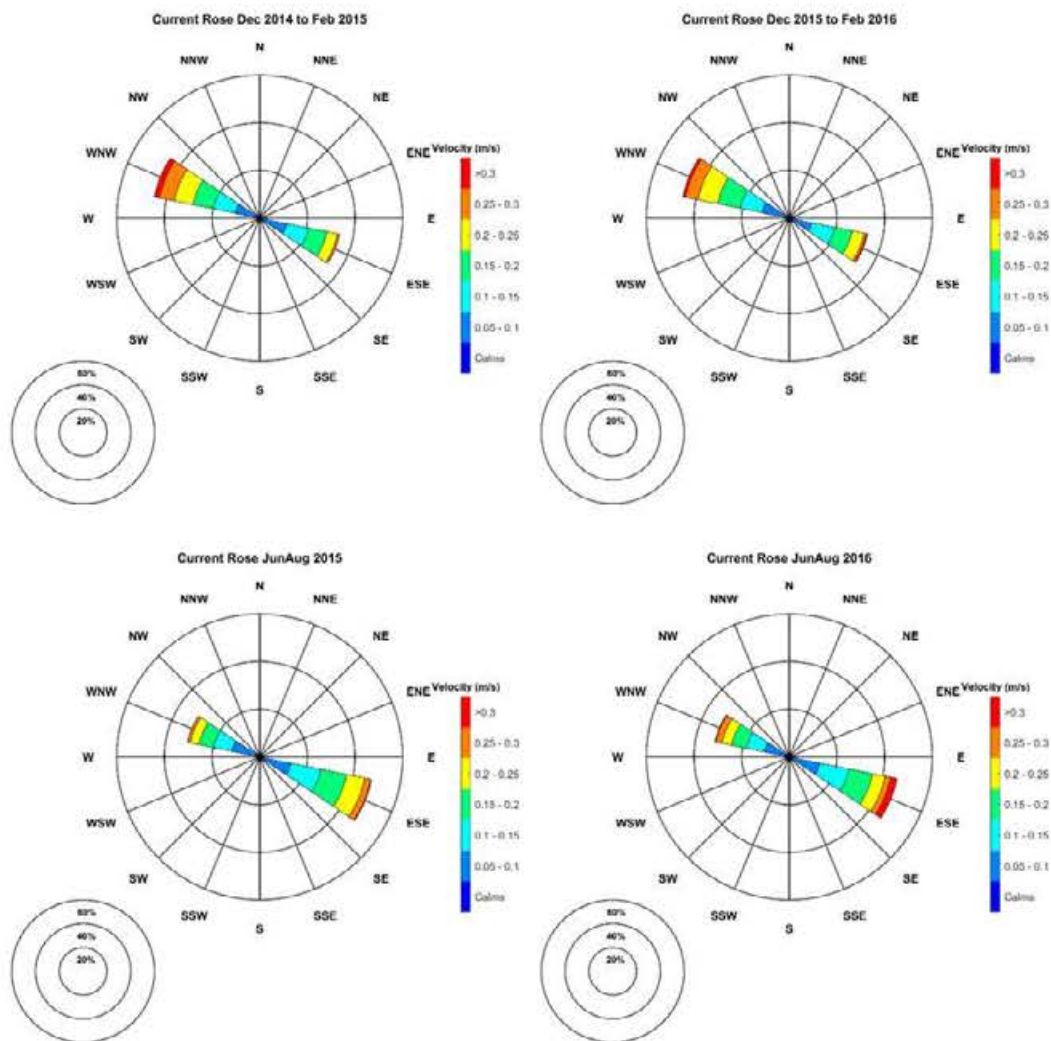 Current Rose Dec 2014 to Feb 2015
N
NNW
NNE
NW
NE
WNW
ENE
W
E
WSW
ESE
SW
SE
SSW
SSE
S
Velocity (m/s)
>0.3
0.25 - 0.3
0.2 - 0.25
0.15 - 0.2
0.1 - 0.15
0.05 - 0.1
Calms
60%
40%
20%
Current Rose Dec 2015 to Feb 2016
N
NNW
NNE
NW
NE
WNW
ENE
W
E
WSW
ESE
SW
SE
SSW
SSE
S
Velocity (m/s)
>0.3
0.25 - 0.3
0.2 - 0.25
0.15 - 0.2
0.1 - 0.15
0.05 - 0.1
Calms
60%
40%
20%
Current Rose JunAug 2015
N
NNW
NNE
NW
NE
WNW
ENE
W
E
WSW
ESE
SW
SE
SSW
SSE
S
Velocity (m/s)
>0.3
0.25 - 0.3
0.2 - 0.25
0.15 - 0.2
0.1 - 0.15
0.05 - 0.1
Calms
60%
40%
20%
Current Rose JunAug 2016
N
NNW
NNE
NW
NE
WNW
ENE
W
E
WSW
ESE
SW
SE
SSW
SSE
S
Velocity (m/s)
>0.3
0.25 - 0.3
0.2 - 0.25
0.15 - 0.2
0.1 - 0.15
0.05 - 0.1
Calms
60%
40%
20%